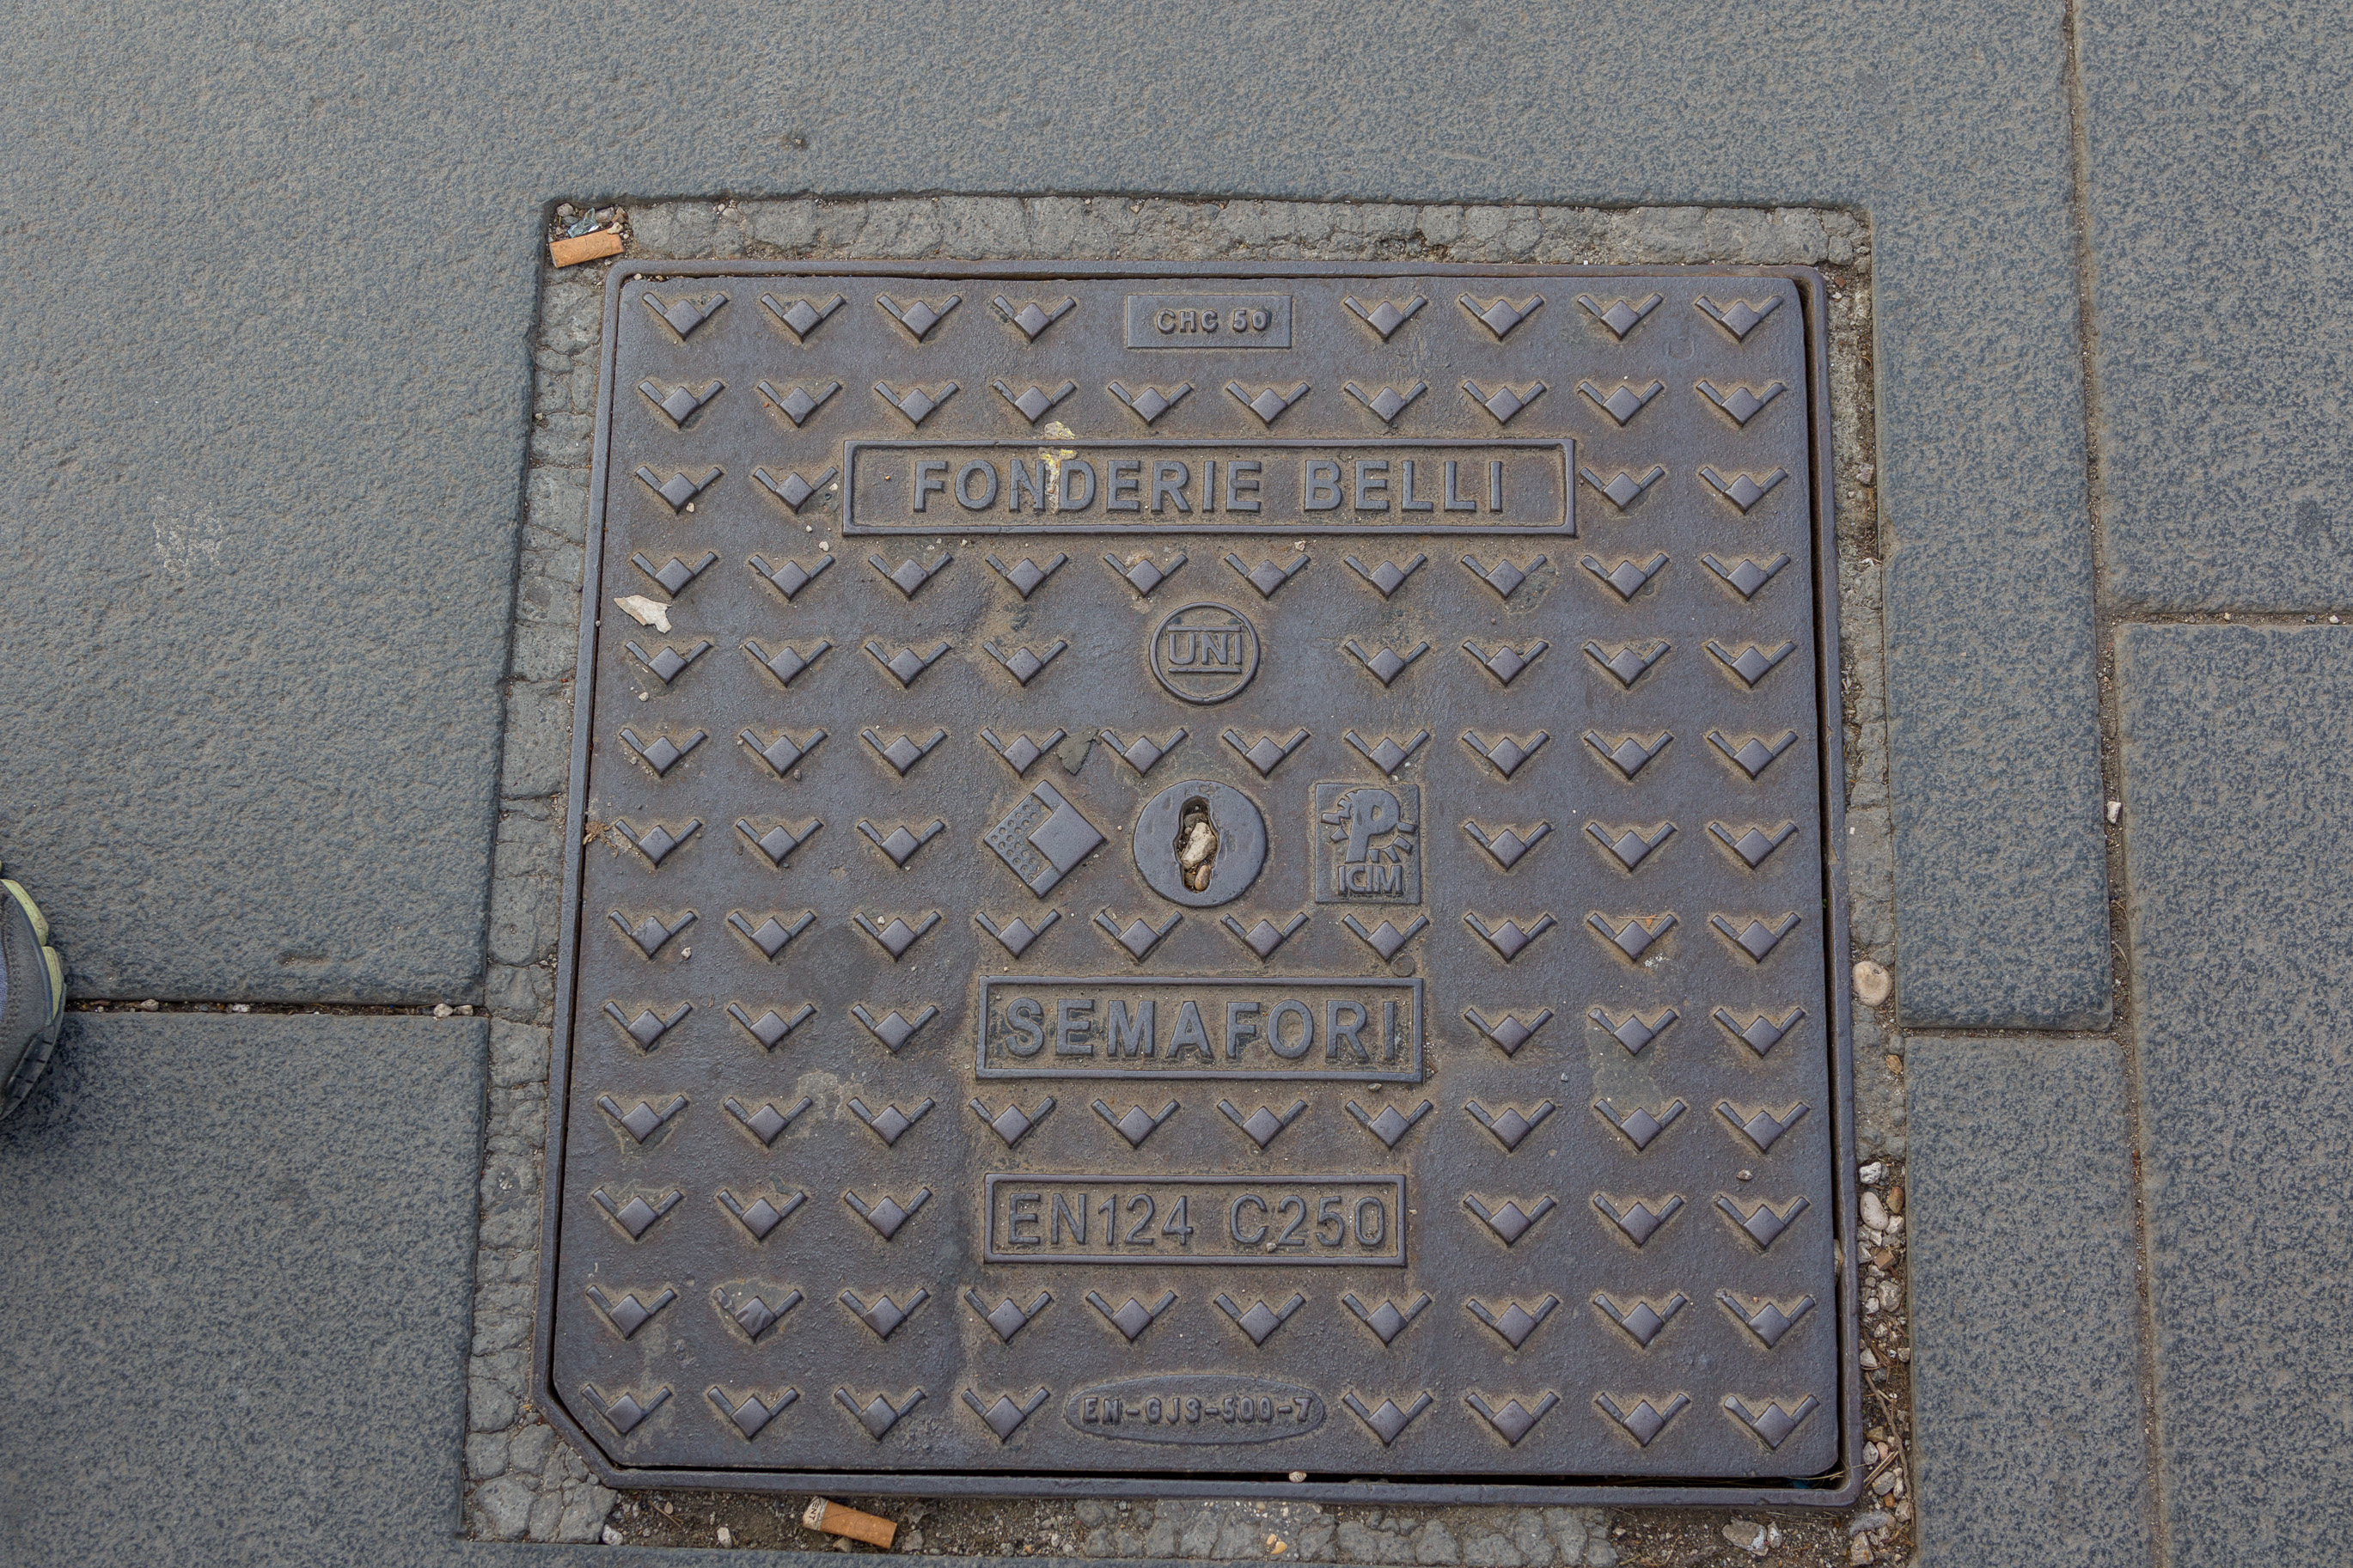 CHC 50
FONDERIE BELLI
UNI
P
ICIM
SEMAFORI
EN124 C250
EN-GJS-500-7